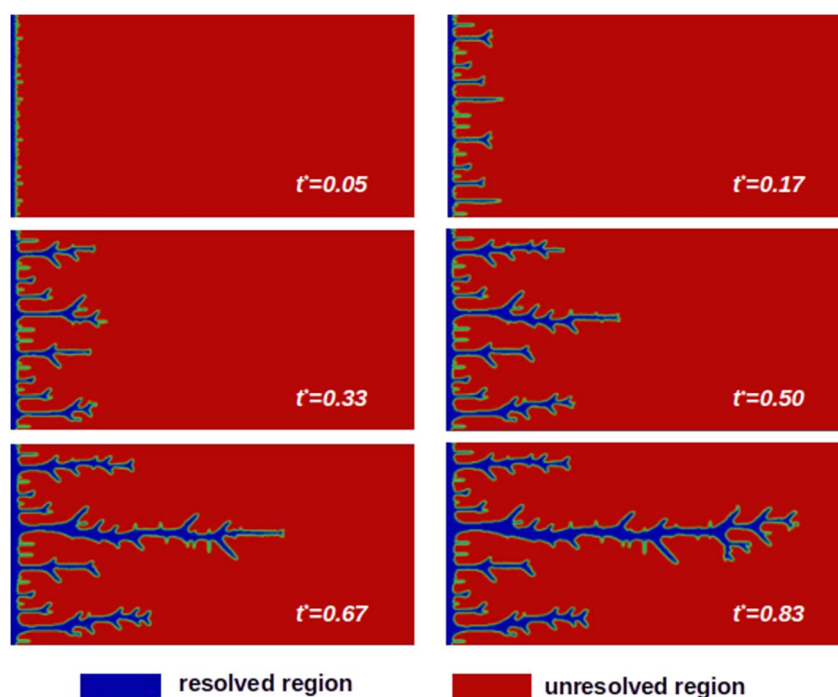 t*=0.05
t*=0.17
t*=0.33
t*=0.50
t*=0.67
t*=0.83
resolved region
unresolved region